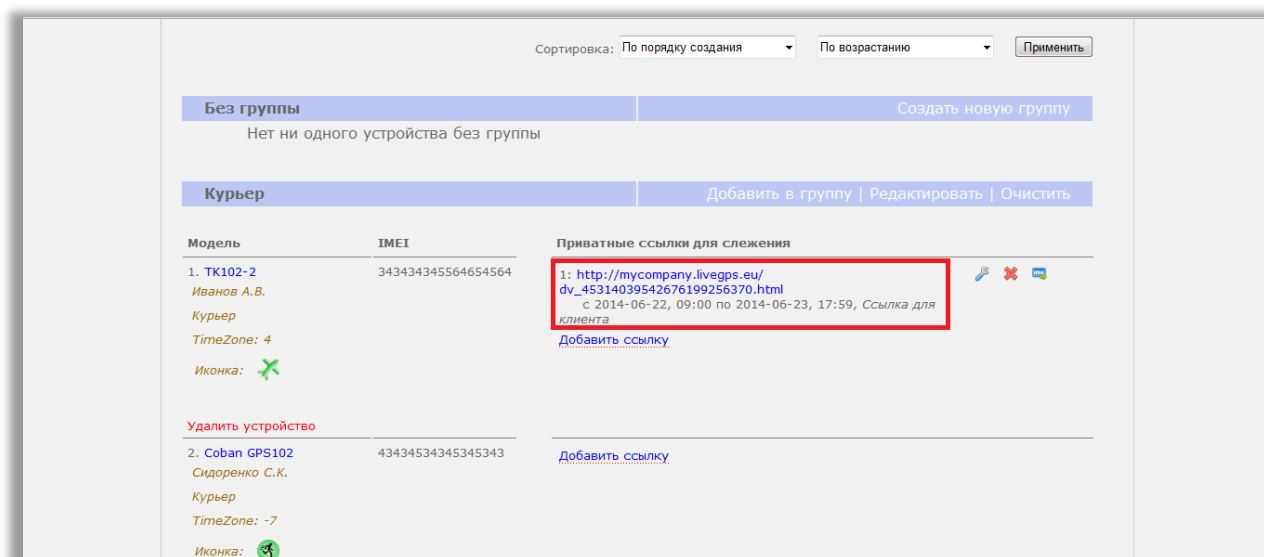 Сортировка: По порядку создания По возрастанию Применить
Без группы Создать новую группу
Нет ни одного устройства без группы
Курьер Добавить в группу | Редактировать | Очистить
Модель IMEI Приватные ссылки для слежения
1. TK102-2 343434345564654564 1: http://mycompany.livegps.eu/
Иванов А.В. dv_45314039542676199256370.html
с 2014-06-22, 09:00 по 2014-06-23, 17:59, Ссылка для
Курьер клиента
TimeZone: 4 Добавить ссылку
Иконка:
Удалить устройство
2. Coban GPS102 43434534345345343 Добавить ссылку
Сидоренко С.К.
Курьер
TimeZone: -7
Иконка: